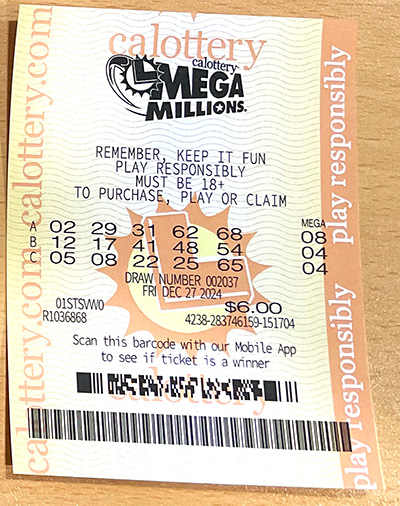 calottery
calottery
MEGA
MILLIONS
REMEMBER, KEEP IT FUN
PLAY RESPONSIBLY
MUST BE 18+
TO PURCHASE, PLAY OR CLAIM
MEGA
A 02 29 31 62 68 08
B 12 17 41 48 54 04
C 05 08 22 25 65 04
DRAW NUMBER 002037
FRI DEC 27 2024
01STSVW0 $6.00
R1036868 4238-283746159-151704
Scan this barcode with our Mobile App
to see if ticket is a winner
calottery
calottery.com calottery.com
play responsibly play responsibly